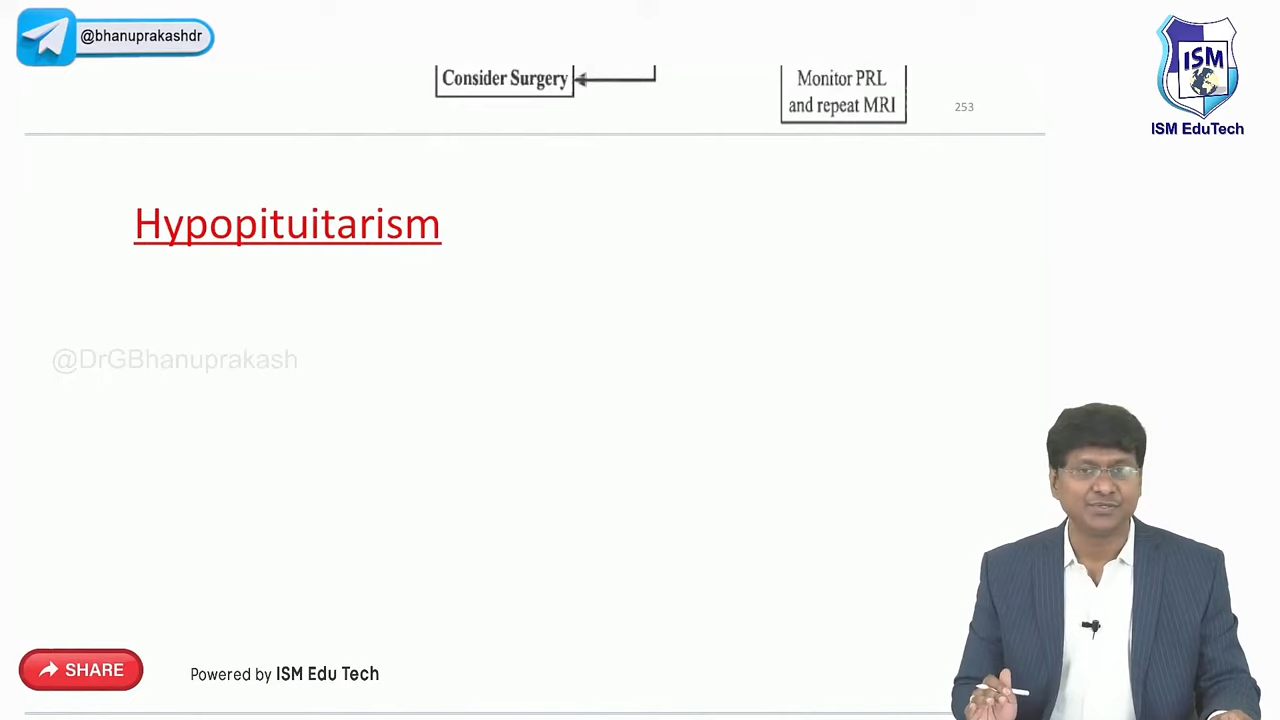 @bhanuprakashdr
ISM
ISM EduTech
Consider Surgery
Monitor PRL
and repeat MRI
253
Hypopituitarism
@DrGBhanuprakash
SHARE
Powered by ISM Edu Tech